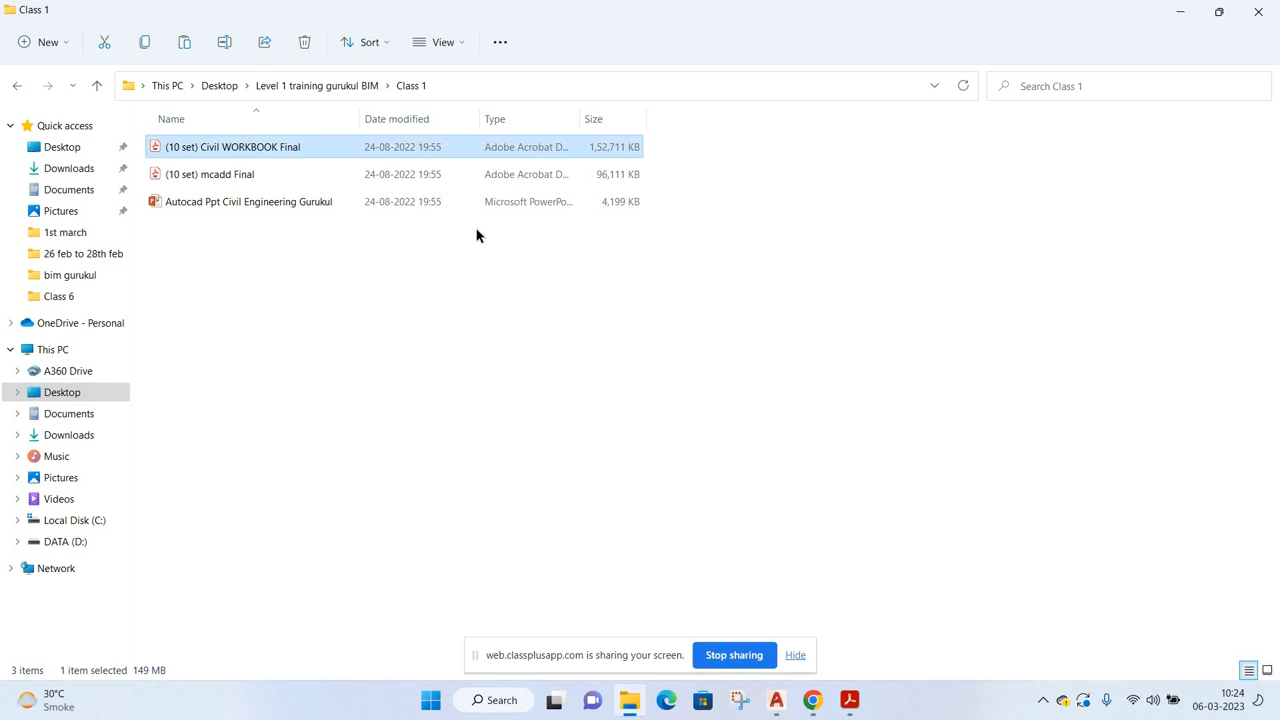 Class 1
New
Sort
View
This PC > Desktop > Level 1 training gurukul BIM > Class 1
Search Class 1
Name Date modified Type Size
(10 set) Civil WORKBOOK Final 24-08-2022 19:55 Adobe Acrobat D... 1,52,711 KB
(10 set) mcadd Final 24-08-2022 19:55 Adobe Acrobat D... 96,111 KB
Autocad Ppt Civil Engineering Gurukul 24-08-2022 19:55 Microsoft PowerPo... 4,199 KB
Quick access
Desktop
Downloads
Documents
Pictures
1st march
26 feb to 28th feb
bim gurukul
Class 6
OneDrive - Personal
This PC
A360 Drive
Desktop
Documents
Downloads
Music
Pictures
Videos
Local Disk (C:)
DATA (D:)
Network
web.classplusapp.com is sharing your screen. Stop sharing Hide
3 items 1 item selected 149 MB
30°C
Smoke
Search
10:24
06-03-2023